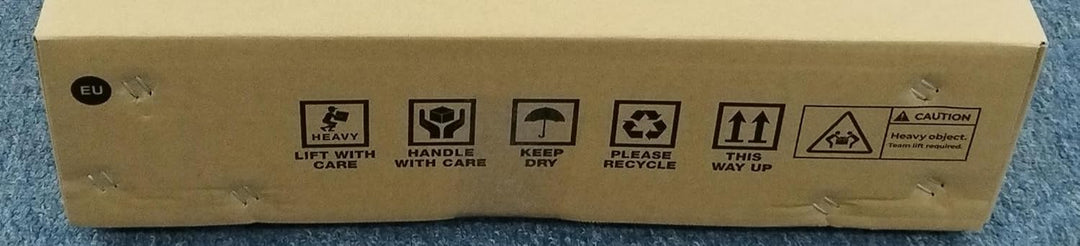 EU
HEAVY
LIFT WITH
CARE
HANDLE
WITH CARE
KEEP
DRY
PLEASE
RECYCLE
THIS
WAY UP
CAUTION
Heavy object.
Team lift required.